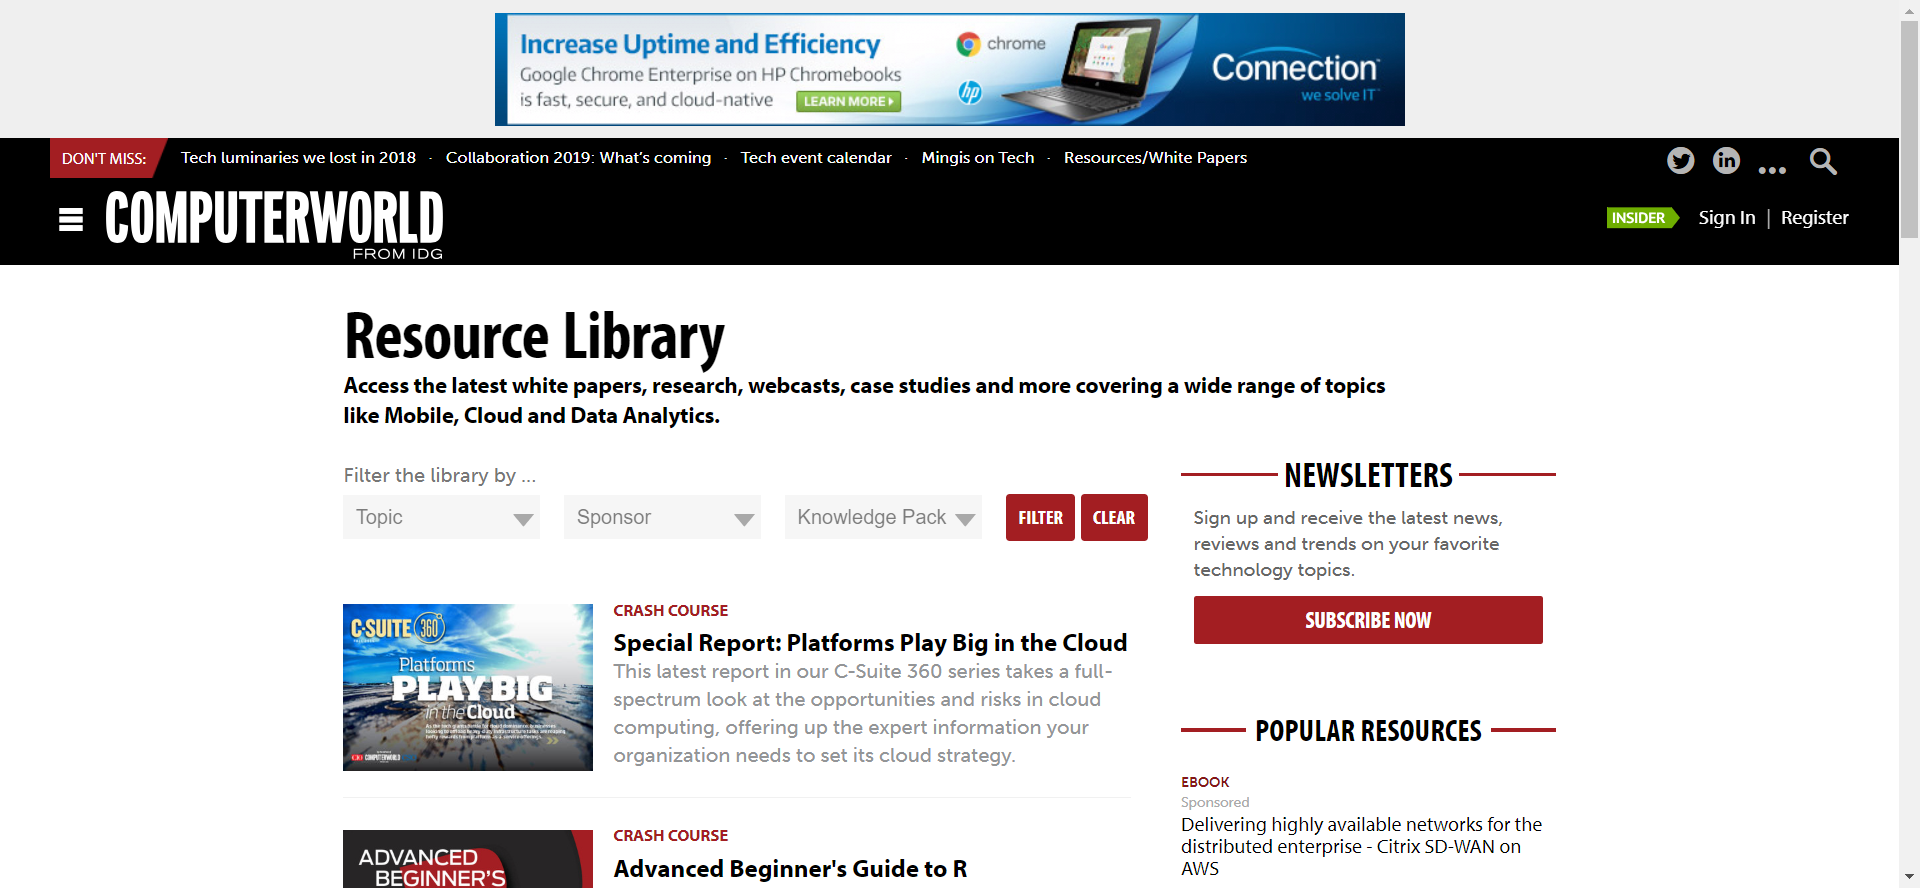 Increase Uptime and Efficiency
Google Chrome Enterprise on HP Chromebooks
is fast, secure, and cloud-native
LEARN MORE
chrome
hp
Google
Connection
we solve IT
DON'T MISS:
Tech luminaries we lost in 2018 · Collaboration 2019: What's coming · Tech event calendar · Mingis on Tech · Resources/White Papers
COMPUTERWORLD
FROM IDG
INSIDER
Sign In | Register
Resource Library
Access the latest white papers, research, webcasts, case studies and more covering a wide range of topics
like Mobile, Cloud and Data Analytics.
Filter the library by ...
Topic
Sponsor
Knowledge Pack
FILTER
CLEAR
C-SUITE 360°
Platforms
PLAY BIG
in the Cloud
COMPUTERWORLD
CRASH COURSE
Special Report: Platforms Play Big in the Cloud
This latest report in our C-Suite 360 series takes a full-
spectrum look at the opportunities and risks in cloud
computing, offering up the expert information your
organization needs to set its cloud strategy.
ADVANCED
BEGINNER'S
CRASH COURSE
Advanced Beginner's Guide to R
NEWSLETTERS
Sign up and receive the latest news,
reviews and trends on your favorite
technology topics.
SUBSCRIBE NOW
POPULAR RESOURCES
EBOOK
Sponsored
Delivering highly available networks for the
distributed enterprise - Citrix SD-WAN on
AWS